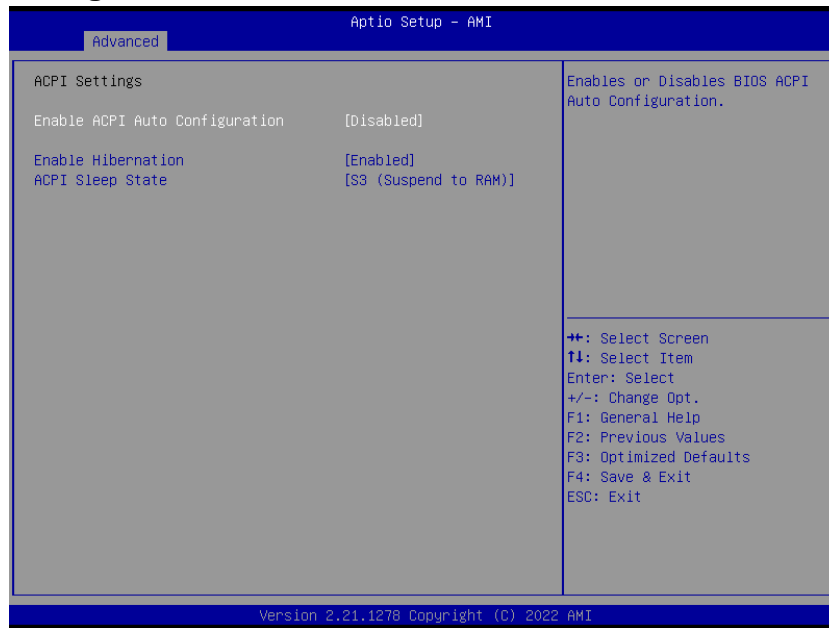 Aptio Setup – AMI
Advanced
ACPI Settings
Enable ACPI Auto Configuration [Disabled]
Enable Hibernation [Enabled]
ACPI Sleep State [S3 (Suspend to RAM)]
Enables or Disables BIOS ACPI
Auto Configuration.
→←: Select Screen
↑↓: Select Item
Enter: Select
+/-: Change Opt.
F1: General Help
F2: Previous Values
F3: Optimized Defaults
F4: Save & Exit
ESC: Exit
Version 2.21.1278 Copyright (C) 2022 AMI